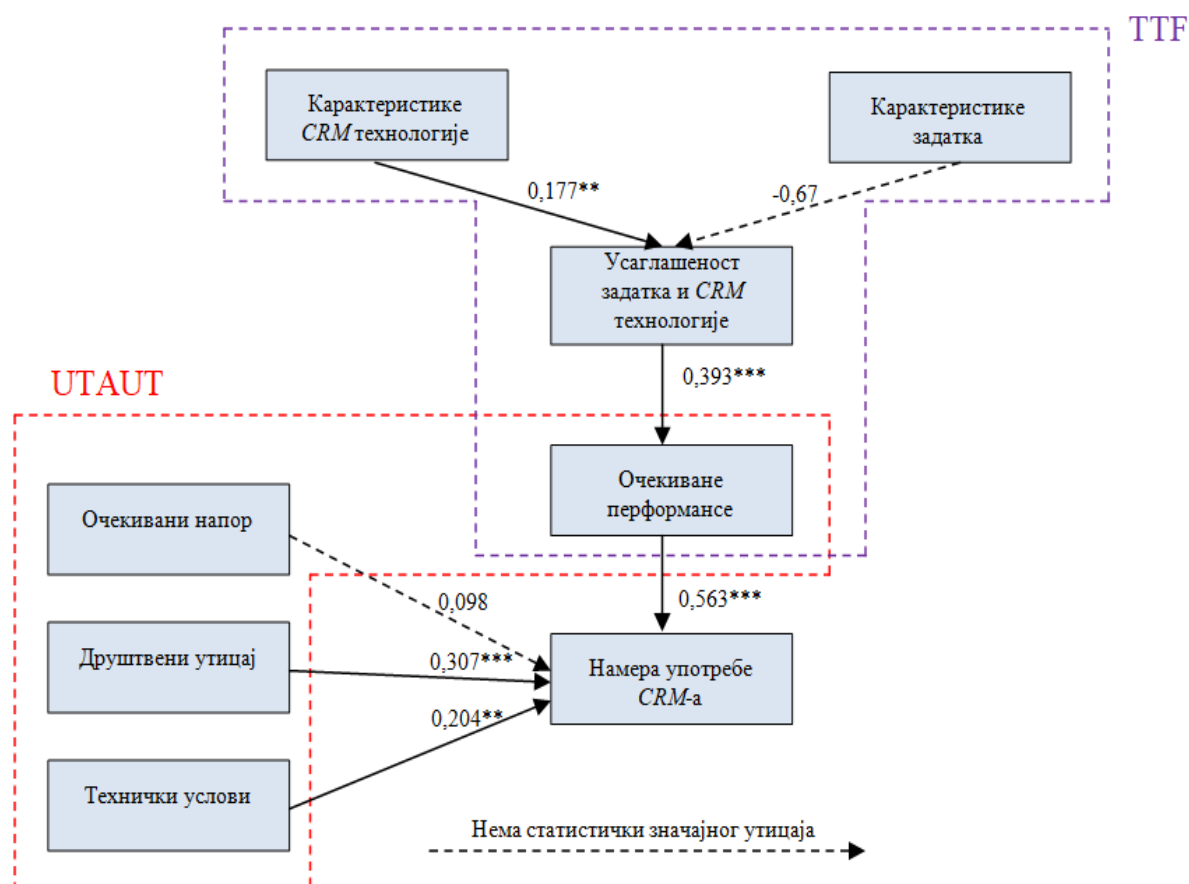 TTF
Карактеристике
CRM технологије
Карактеристике
задатка
0,177**
-0,67
Усаглашеност
задатка и CRM
технологије
0,393***
UTAUT
Очекиване
перформансе
Очекивани напор
0,098
0,563***
Друштвени утицај
0,307***
Намера употребе
CRM-а
0,204**
Технички услови
Нема статистички значајног утицаја